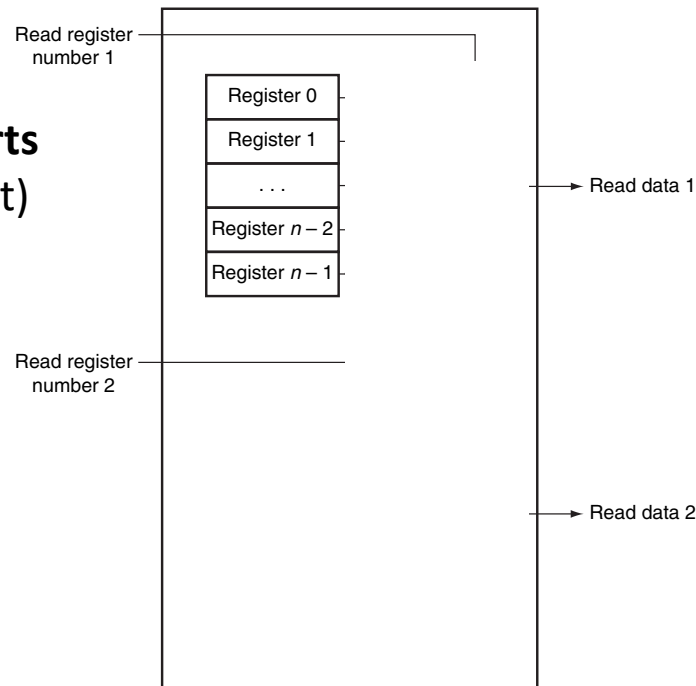 Read register
number 1
Register 0
rts
Register 1
t)
. . .
Read data 1
Register n – 2
Register n – 1
Read register
number 2
Read data 2